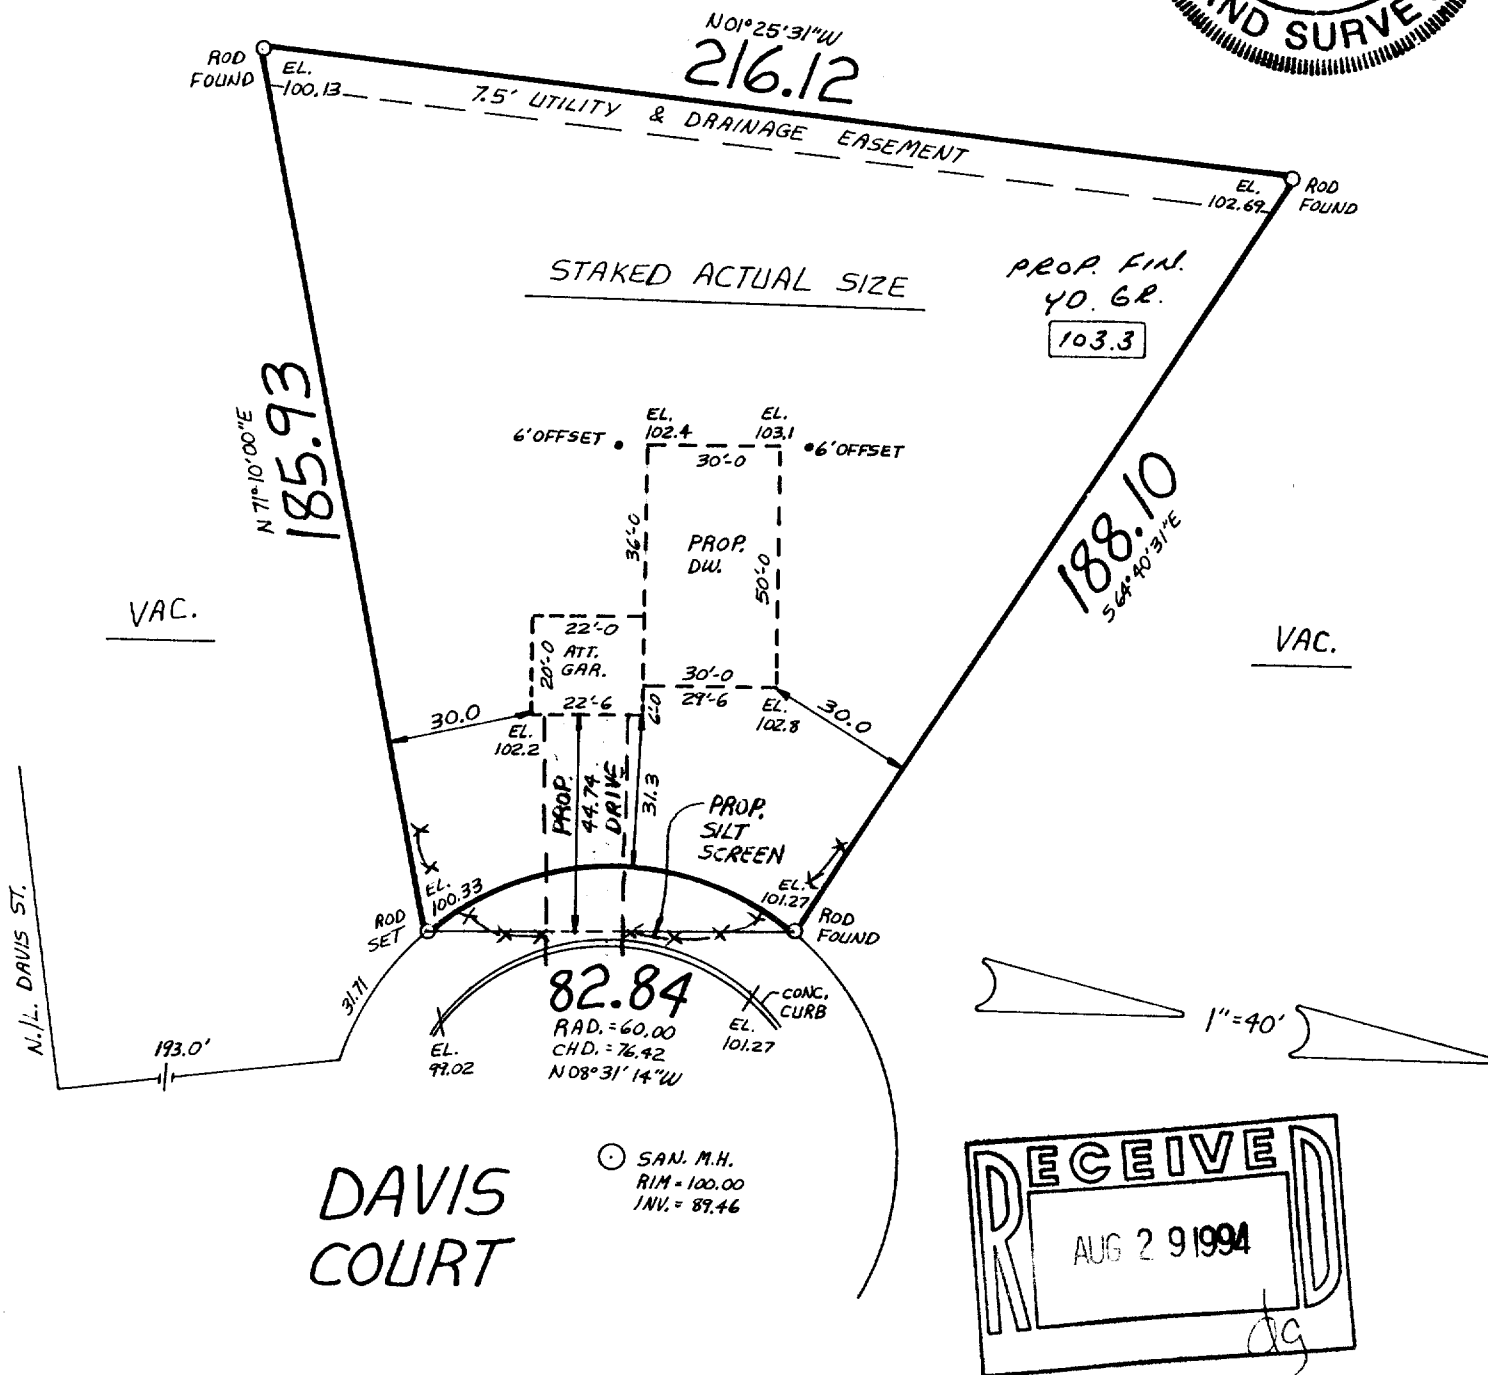 ND SURVE
N01°25'31"W
216.12
ROD
FOUND
EL.
100.13
7.5' UTILITY & DRAINAGE EASEMENT
EL.
102.69
ROD
FOUND
STAKED ACTUAL SIZE
PROP. FIN.
YD. GR.
103.3
N 71°10'00"E
185.93
6'OFFSET
EL.
102.4
EL.
103.1
6'OFFSET
30'-0
36'-0
PROP.
DW.
50'-0
188.10
S 64°40'31"E
VAC.
VAC.
22'-0
20'-0
ATT.
GAR.
22'-6
30'-0
29'-6
6'-0
30.0
EL.
102.2
EL.
102.8
30.0
PROP.
44.74
DRIVE
31.3
PROP.
SILT
SCREEN
EL.
100.33
EL.
101.27
ROD
SET
ROD
FOUND
N./L. DAVIS ST.
31.71
193.0'
82.84
RAD. = 60.00
CHD. = 76.42
N08°31'14"W
CONC.
CURB
EL.
99.02
EL.
101.27
1"=40'
SAN. M.H.
RIM = 100.00
INV. = 89.46
DAVIS
COURT
RECEIVED
AUG 29 1994
dg